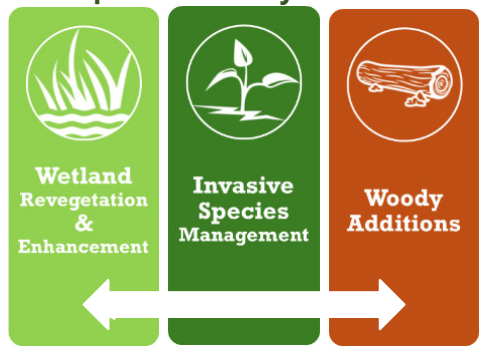 Wetland
Revegetation
&
Enhancement
Invasive
Species
Management
Woody
Additions